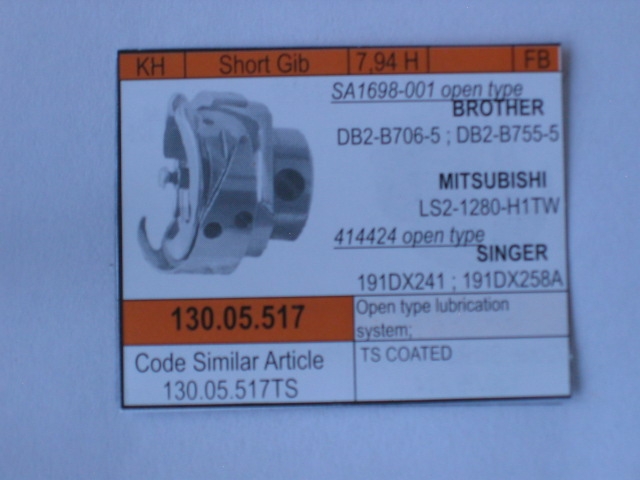 KH Short Gib 7,94 H FB
SA1698-001 open type
BROTHER
DB2-B706-5 ; DB2-B755-5
MITSUBISHI
LS2-1280-H1TW
414424 open type
SINGER
191DX241 ; 191DX258A
130.05.517
Open type lubrication
system;
Code Similar Article
130.05.517TS
TS COATED